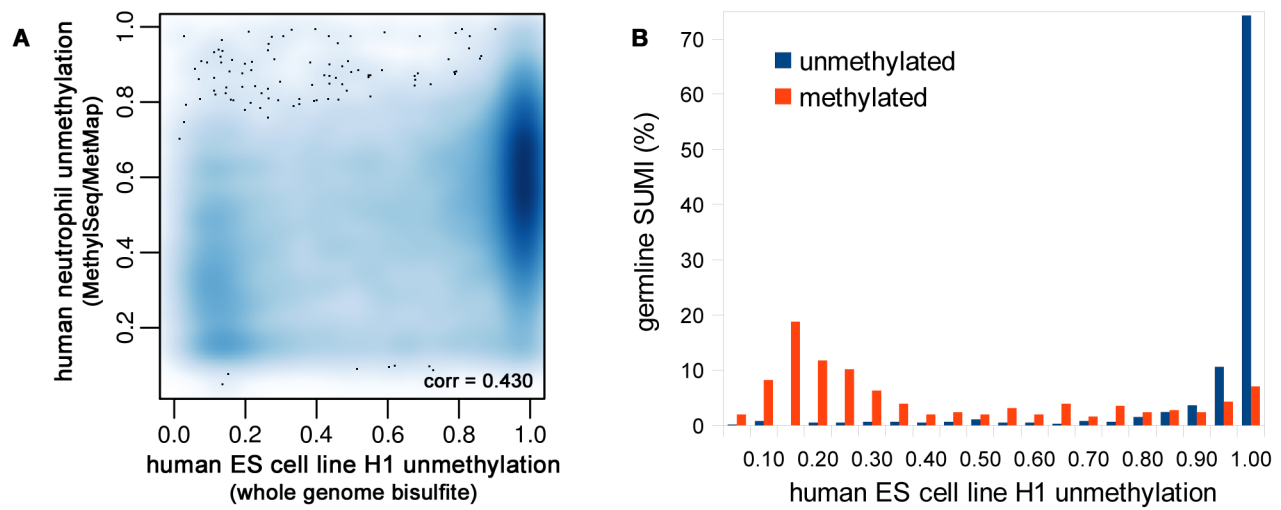 A
human neutrophil unmethylation
(MethylSeq/MetMap)
1.0
0.8
0.6
0.4
0.2
corr = 0.430
0.0 0.2 0.4 0.6 0.8 1.0
human ES cell line H1 unmethylation
(whole genome bisulfite)
B
germline SUMI (%)
70
60
50
40
30
20
10
0
unmethylated
methylated
0.10 0.20 0.30 0.40 0.50 0.60 0.70 0.80 0.90 1.00
human ES cell line H1 unmethylation